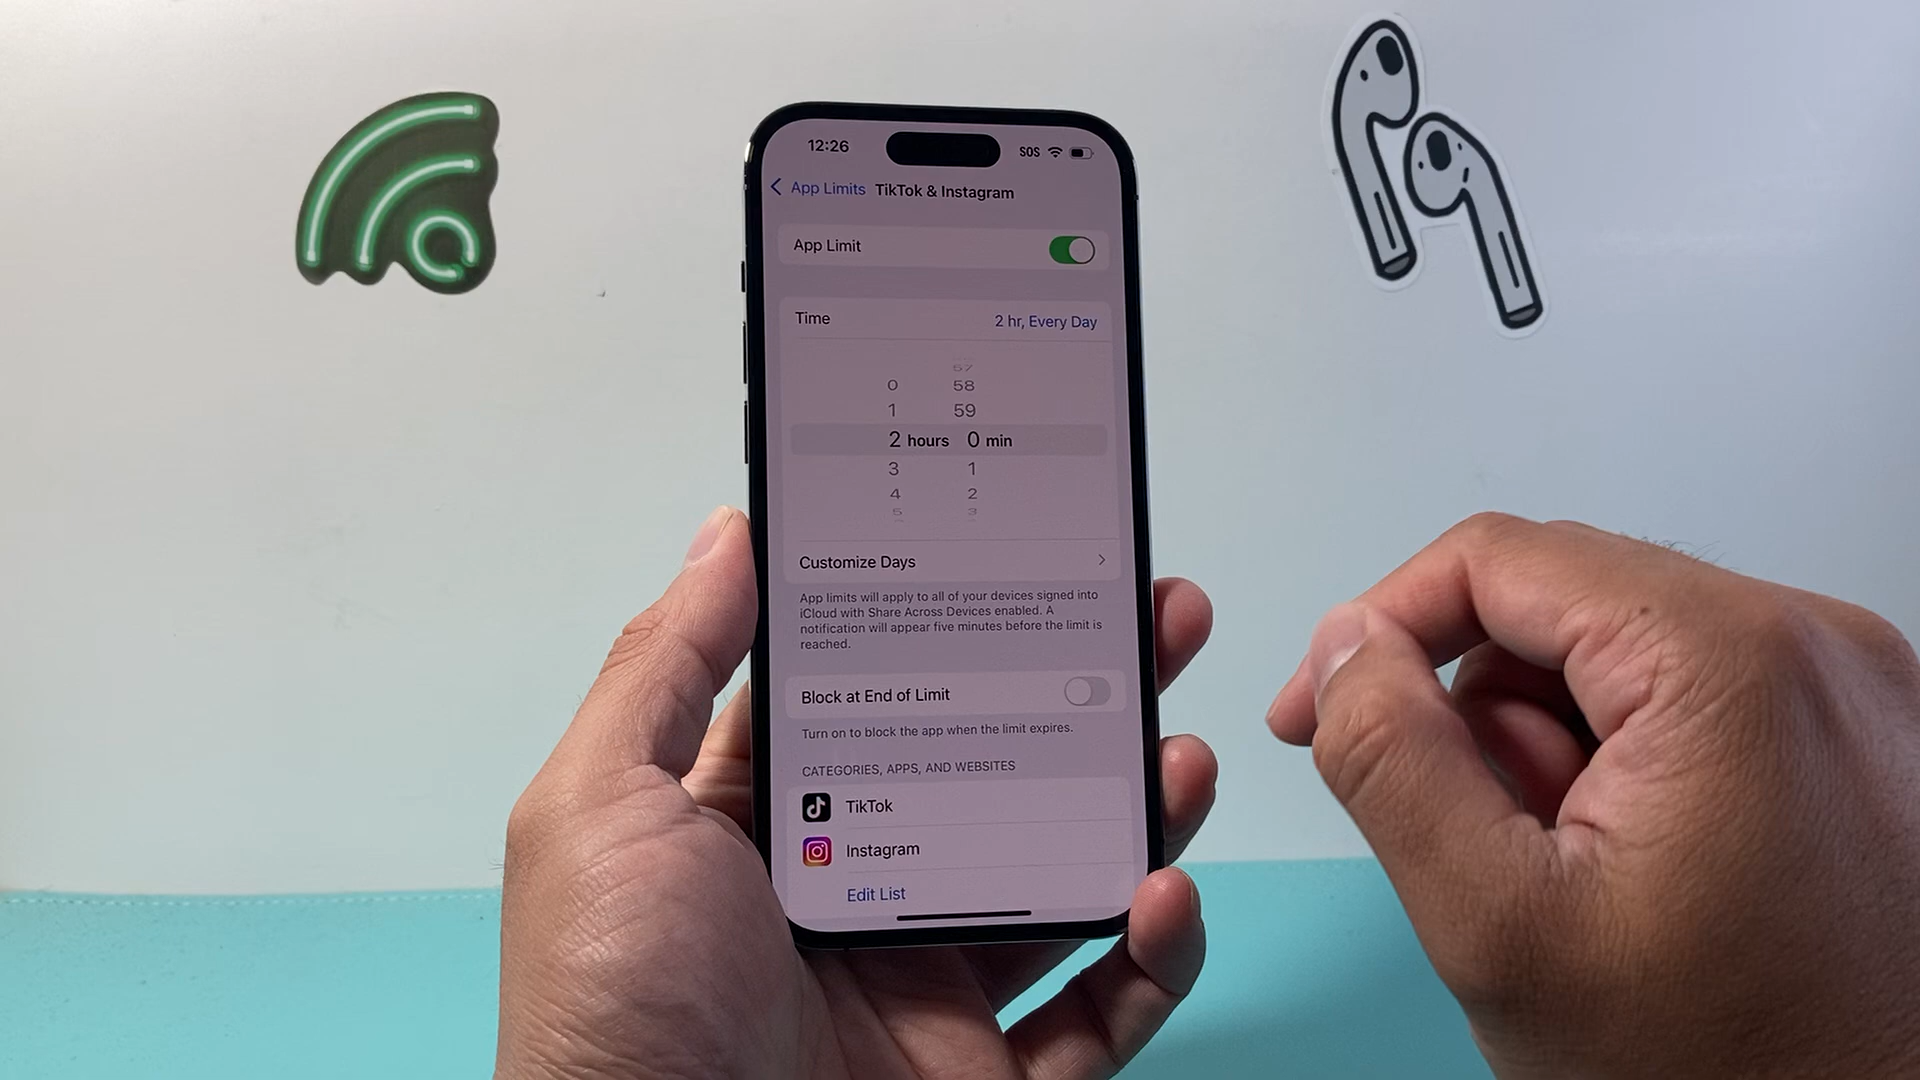 12:26
SOS
App Limits TikTok & Instagram
App Limit
Time 2 hr, Every Day
57
0 58
1 59
2 hours 0 min
3 1
4 2
5 3
Customize Days
App limits will apply to all of your devices signed into
iCloud with Share Across Devices enabled. A
notification will appear five minutes before the limit is
reached.
Block at End of Limit
Turn on to block the app when the limit expires.
CATEGORIES, APPS, AND WEBSITES
TikTok
Instagram
Edit List